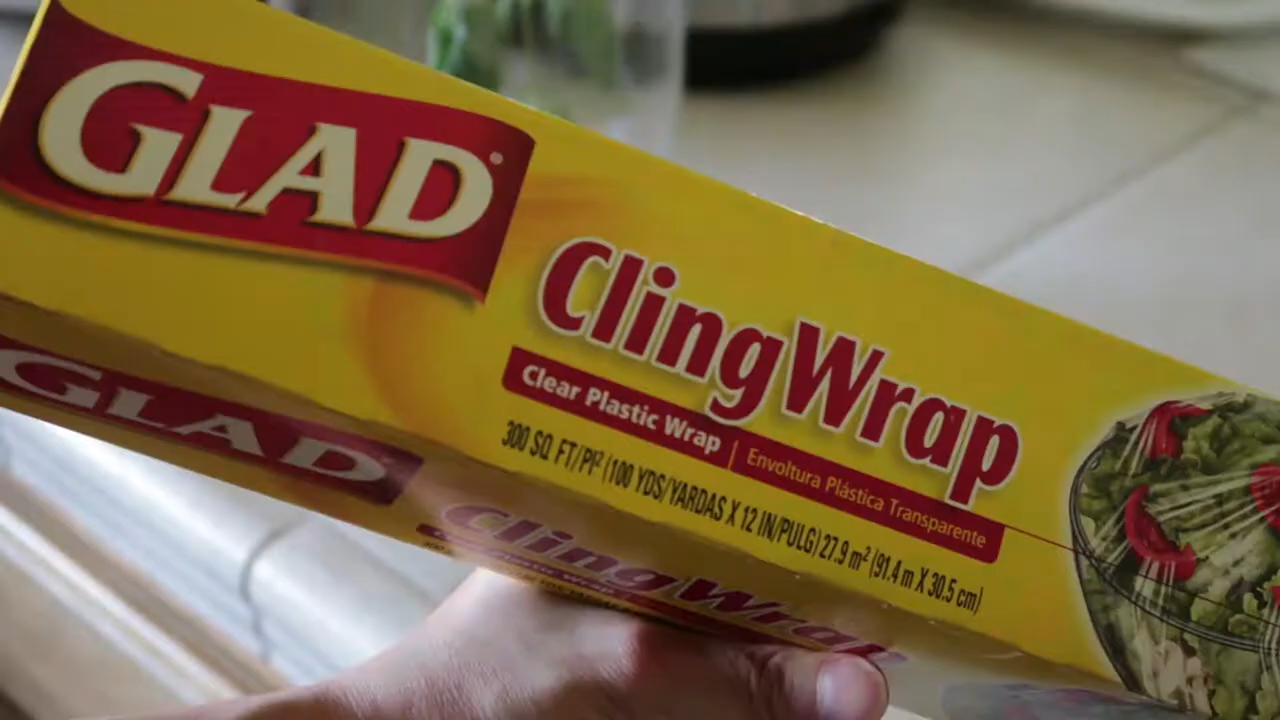 GLAD
ClingWrap
Clear Plastic Wrap | Envoltura Plástica Transparente
300 SQ FT/PI² (100 YDS/YARDAS X 12 IN/PULG) 27.9 m² (91.4 m X 30.5 cm)
GLAD
ClingWrap